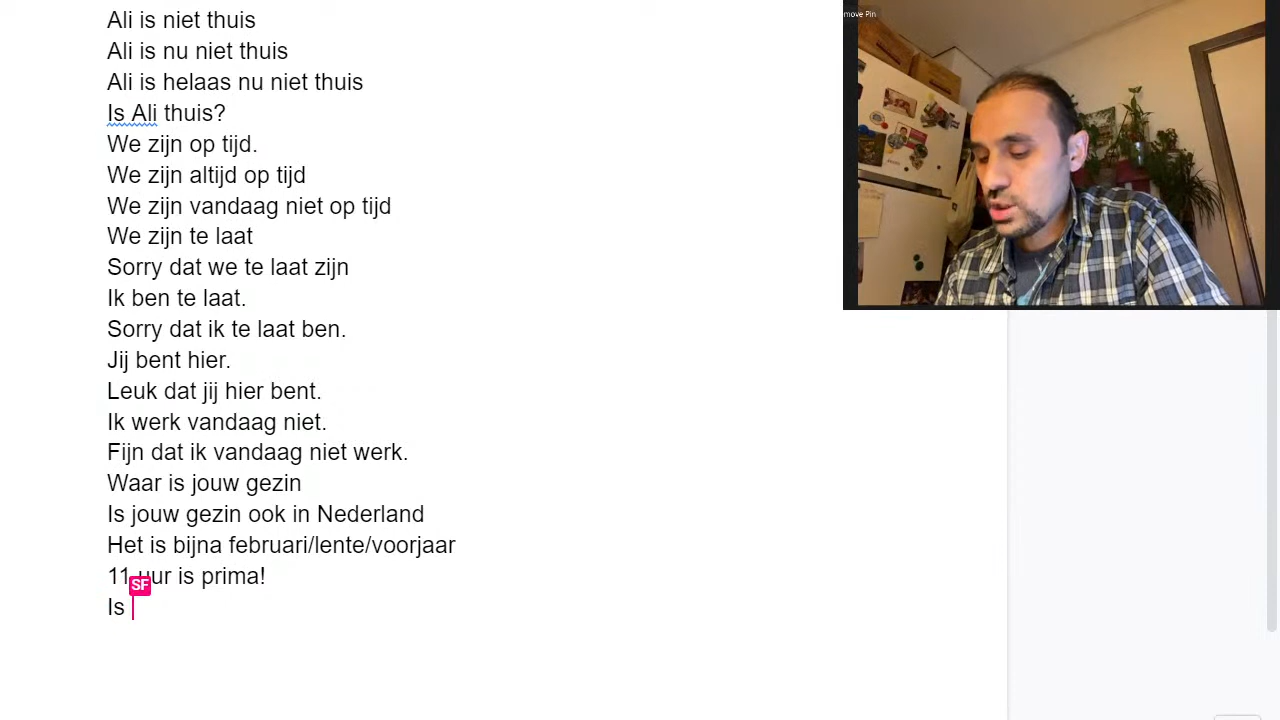 Ali is niet thuis
Ali is nu niet thuis
Ali is helaas nu niet thuis
Is Ali thuis?
We zijn op tijd.
We zijn altijd op tijd
We zijn vandaag niet op tijd
We zijn te laat
Sorry dat we te laat zijn
Ik ben te laat.
Sorry dat ik te laat ben.
Jij bent hier.
Leuk dat jij hier bent.
Ik werk vandaag niet.
Fijn dat ik vandaag niet werk.
Waar is jouw gezin
Is jouw gezin ook in Nederland
Het is bijna februari/lente/voorjaar
11 uur is prima!
SF
Is
move Pin